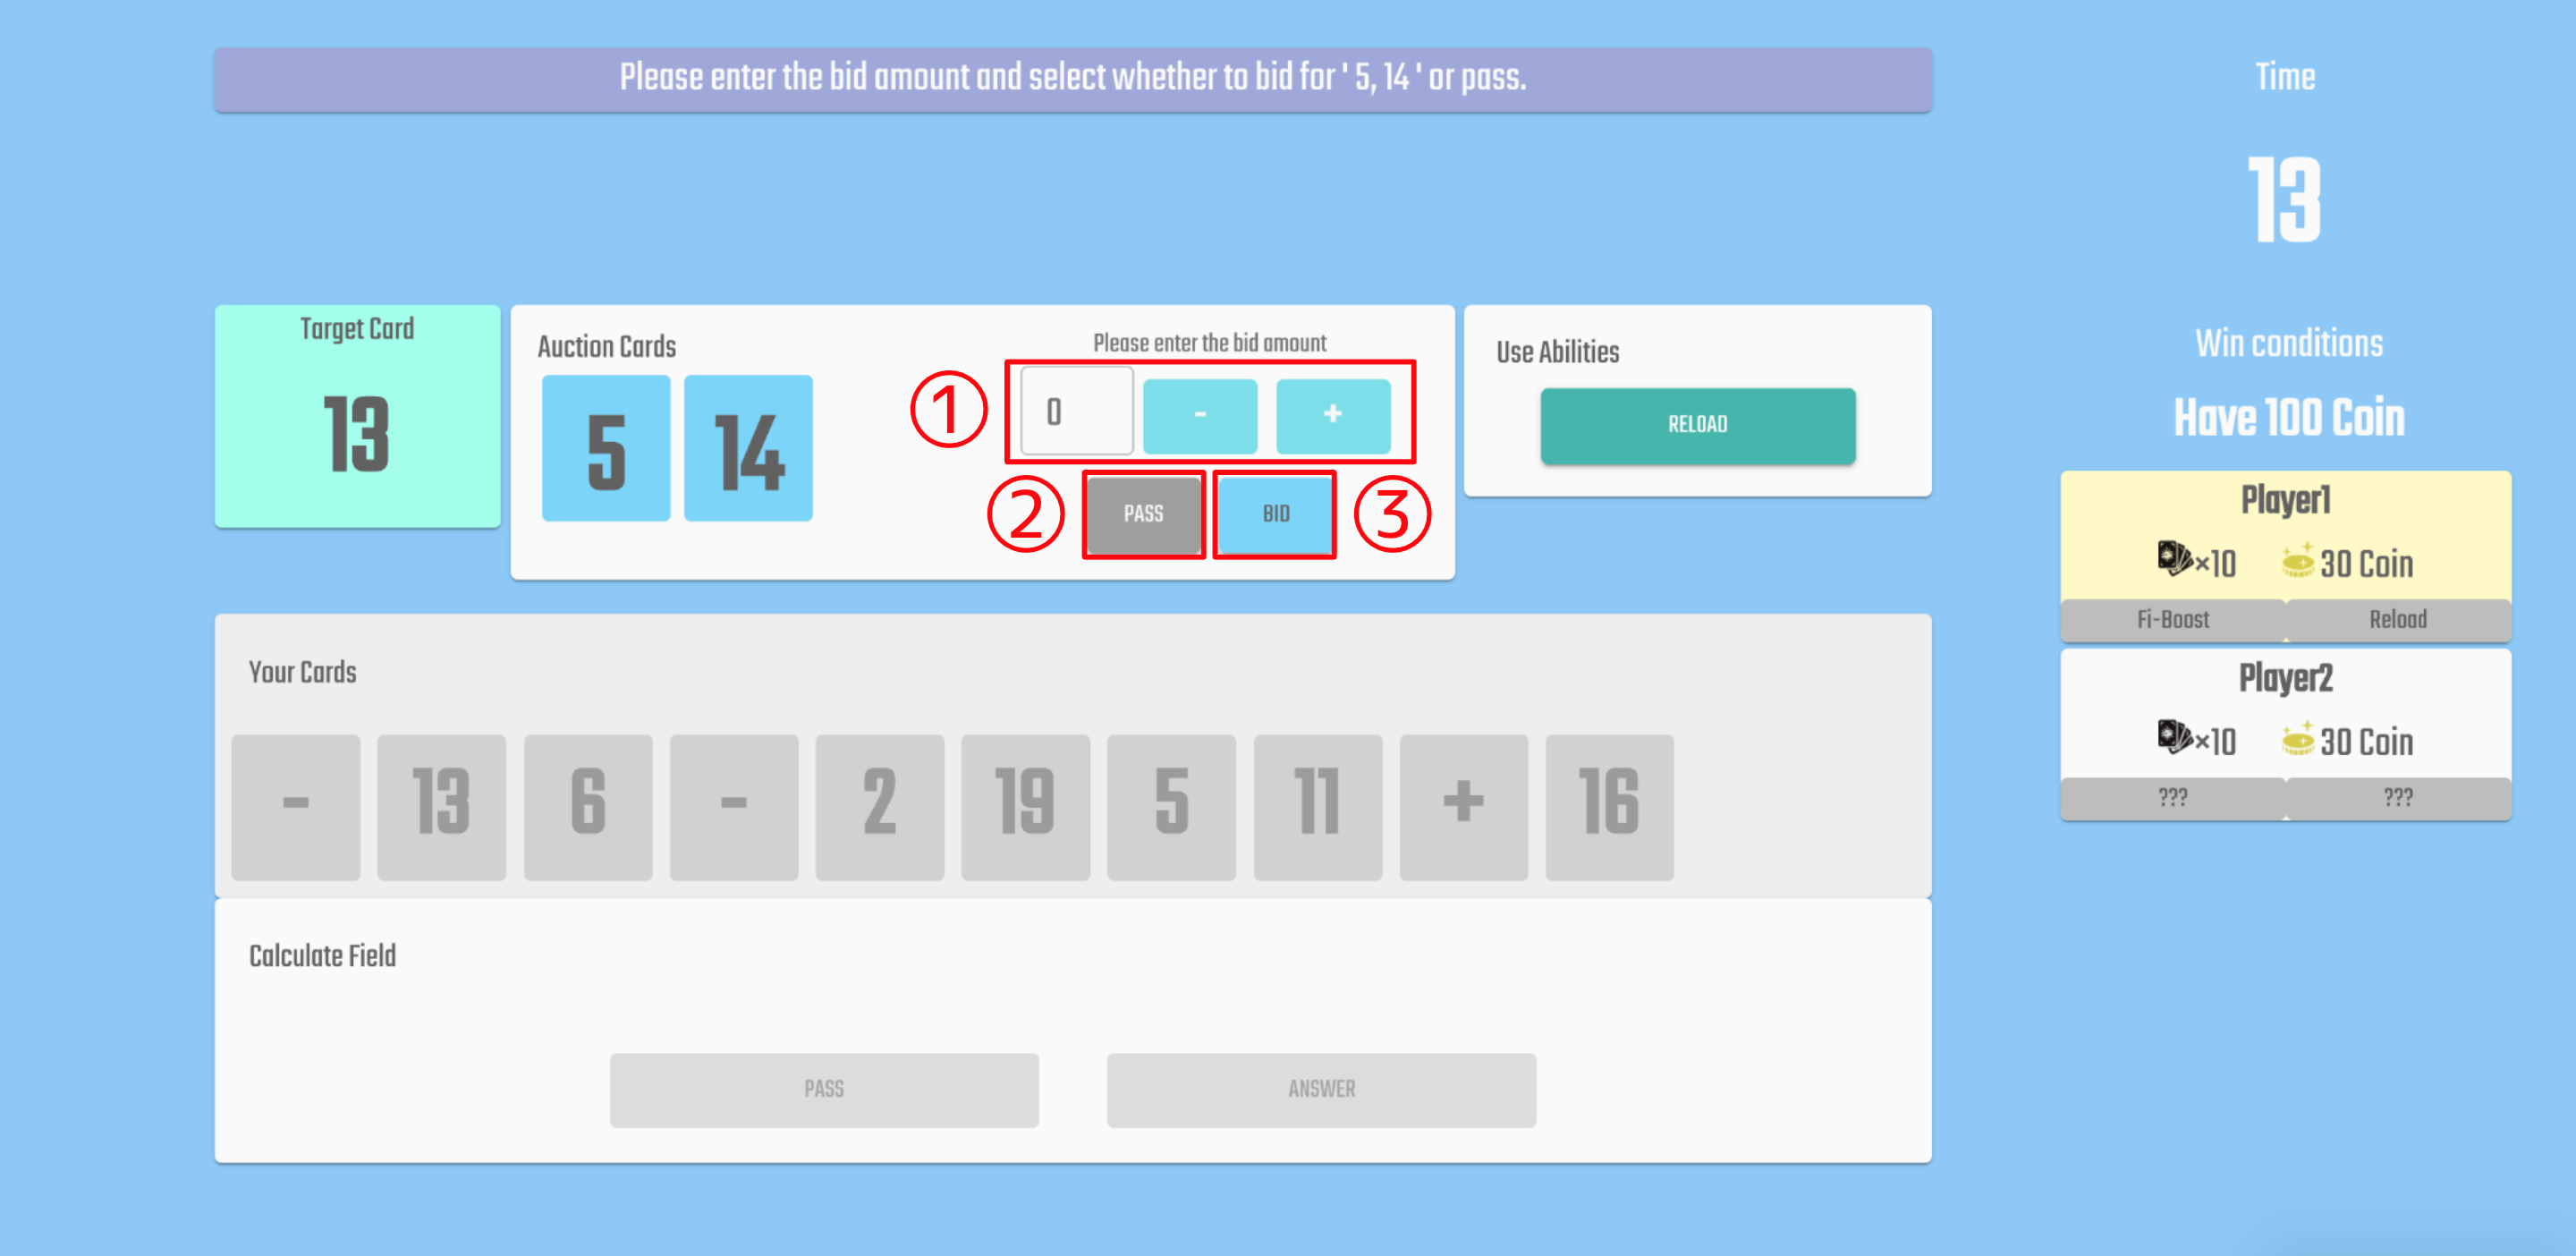 Please enter the bid amount and select whether to bid for ' 5, 14 ' or pass.
Time
13
Target Card
13
Auction Cards
5 14
Please enter the bid amount
① 0 - +
② PASS BID ③
Use Abilities
RELOAD
Win conditions
Have 100 Coin
Player1
×10 30 Coin
Fi-Boost Reload
Player2
×10 30 Coin
??? ???
Your Cards
- 13 6 - 2 19 5 11 + 16
Calculate Field
PASS ANSWER